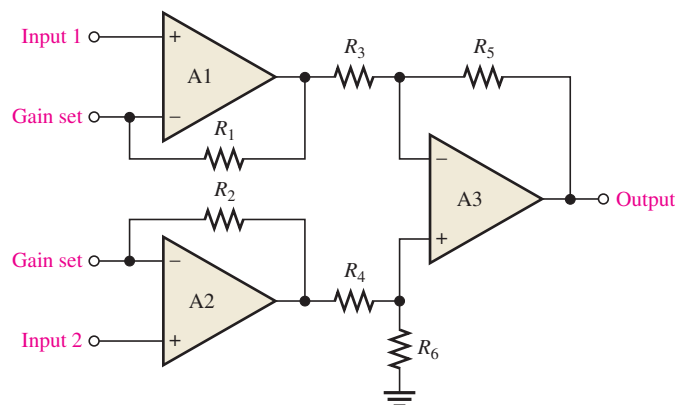 Input 1
+
A1
−
Gain set
R1
R3
R5
−
A3
+
Output
R2
Gain set
−
A2
+
Input 2
R4
R6